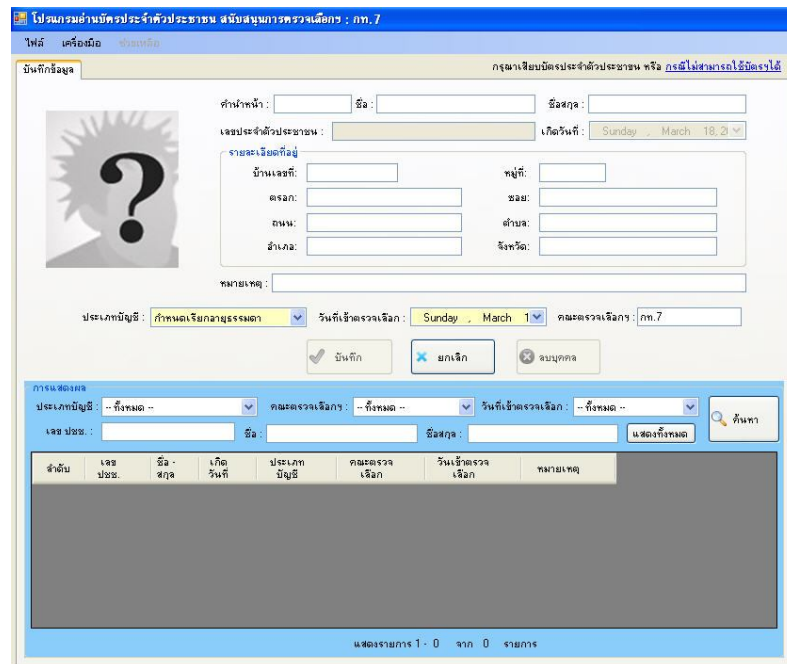 โปรแกรมอ่านบัตรประจำตัวประชาชน สนับสนุนการตรวจเลือกฯ : กท.7
ไฟล์ เครื่องมือ ช่วยเหลือ
บันทึกข้อมูล กรุณาเสียบบัตรประจำตัวประชาชน หรือ กรณีไม่สามารถใช้บัตรฯได้
คำนำหน้า : ชื่อ : ชื่อสกุล :
เลขประจำตัวประชาชน : เกิดวันที่ : Sunday , March 18, 2
รายละเอียดที่อยู่
บ้านเลขที่: หมู่ที่:
ตรอก: ซอย:
ถนน: ตำบล:
อำเภอ: จังหวัด:
หมายเหตุ :
ประเภทบัญชี : กำหนดเรียกอายุธรรมดา วันที่เข้าตรวจเลือก : Sunday , March 1 คณะตรวจเลือกฯ : กท.7
บันทึก ยกเลิก ลบบุคคล
การแสดงผล
ประเภทบัญชี : -- ทั้งหมด -- คณะตรวจเลือกฯ : -- ทั้งหมด -- วันที่เข้าตรวจเลือก : -- ทั้งหมด -- ค้นหา
เลข ปชช. : ชื่อ : ชื่อสกุล : แสดงทั้งหมด
ลำดับ เลข ปชช. ชื่อ - สกุล เกิด วันที่ ประเภท บัญชี คณะตรวจ เลือก วันเข้าตรวจ เลือก หมายเหตุ
แสดงรายการ 1 - 0 จาก 0 รายการ